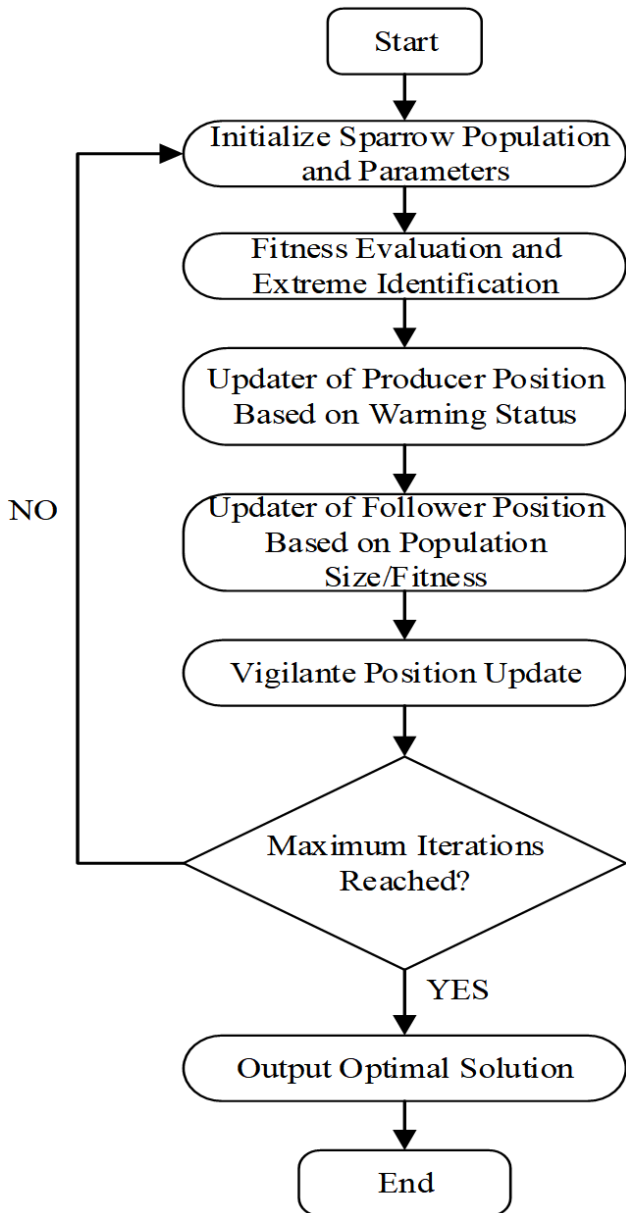 Start
Initialize Sparrow Population
and Parameters
Fitness Evaluation and
Extreme Identification
Updater of Producer Position
Based on Warning Status
NO
Updater of Follower Position
Based on Population
Size/Fitness
Vigilante Position Update
Maximum Iterations
Reached?
YES
Output Optimal Solution
End